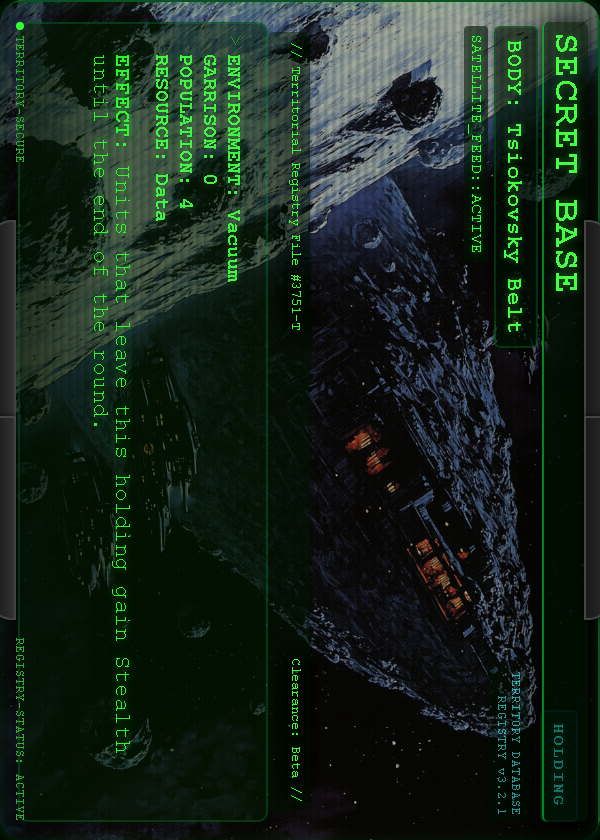 SECRET BASE
HOLDING
BODY: Tsiokovsky Belt
TERRITORY DATABASE
REGISTRY v3.2.1
SATELLITE_FEED::ACTIVE
// Territorial Registry File #3751-T
Clearance: Beta //
> ENVIRONMENT: Vacuum
GARRISON: 0
POPULATION: 4
RESOURCE: Data
EFFECT: Units that leave this holding gain Stealth
until the end of the round.
● TERRITORY-SECURE
REGISTRY-STATUS: ACTIVE